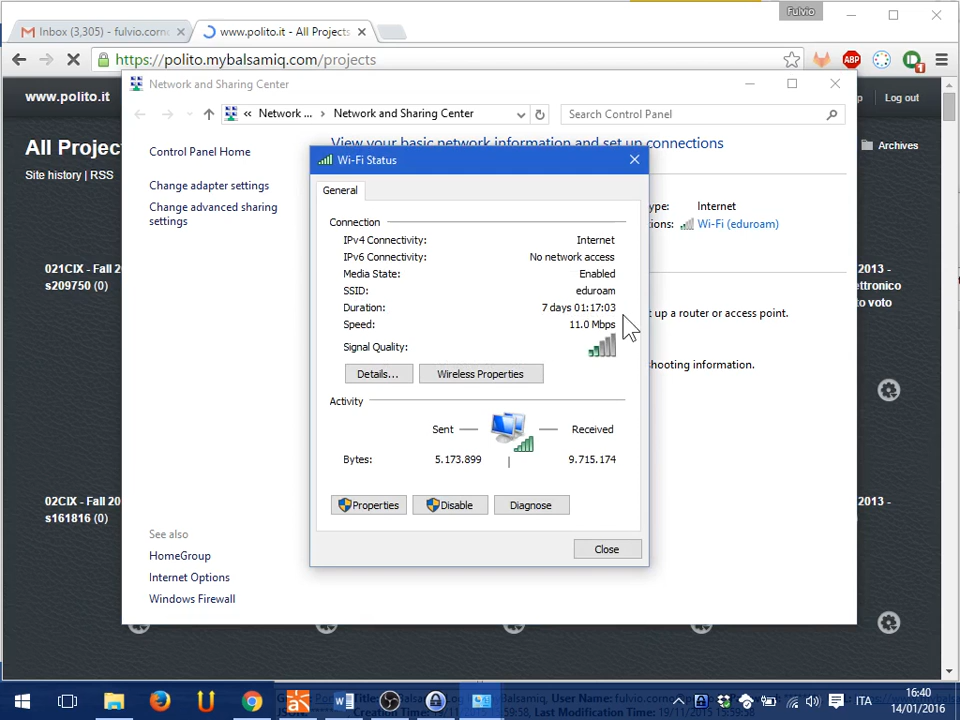 Fulvio
Inbox (3,305) - fulvio.corn
www.polito.it - All Projects
https://polito.mybalsamiq.com/projects
1
www.polito.it
Log out
Network and Sharing Center
« Network ... > Network and Sharing Center
Search Control Panel
All Projec
Site history | RSS
Archives
Control Panel Home
Change adapter settings
Change advanced sharing
settings
View your basic network information and set up connections
Internet
Wi-Fi (eduroam)
Wi-Fi Status
General
Connection
IPv4 Connectivity: Internet
IPv6 Connectivity: No network access
Media State: Enabled
SSID: eduroam
Duration: 7 days 01:17:03
Speed: 11.0 Mbps
Signal Quality:
Details...
Wireless Properties
Activity
Sent
Received
Bytes: 5.173.899 9.715.174
Properties
Disable
Diagnose
Close
up a router or access point.
shooting information.
021CIX - Fall 20
s209750 (0)
2013 -
ettronico
to voto
02CIX - Fall 20
s161816 (0)
2013 -
See also
HomeGroup
Internet Options
Windows Firewall
ITA
16:40
14/01/2016